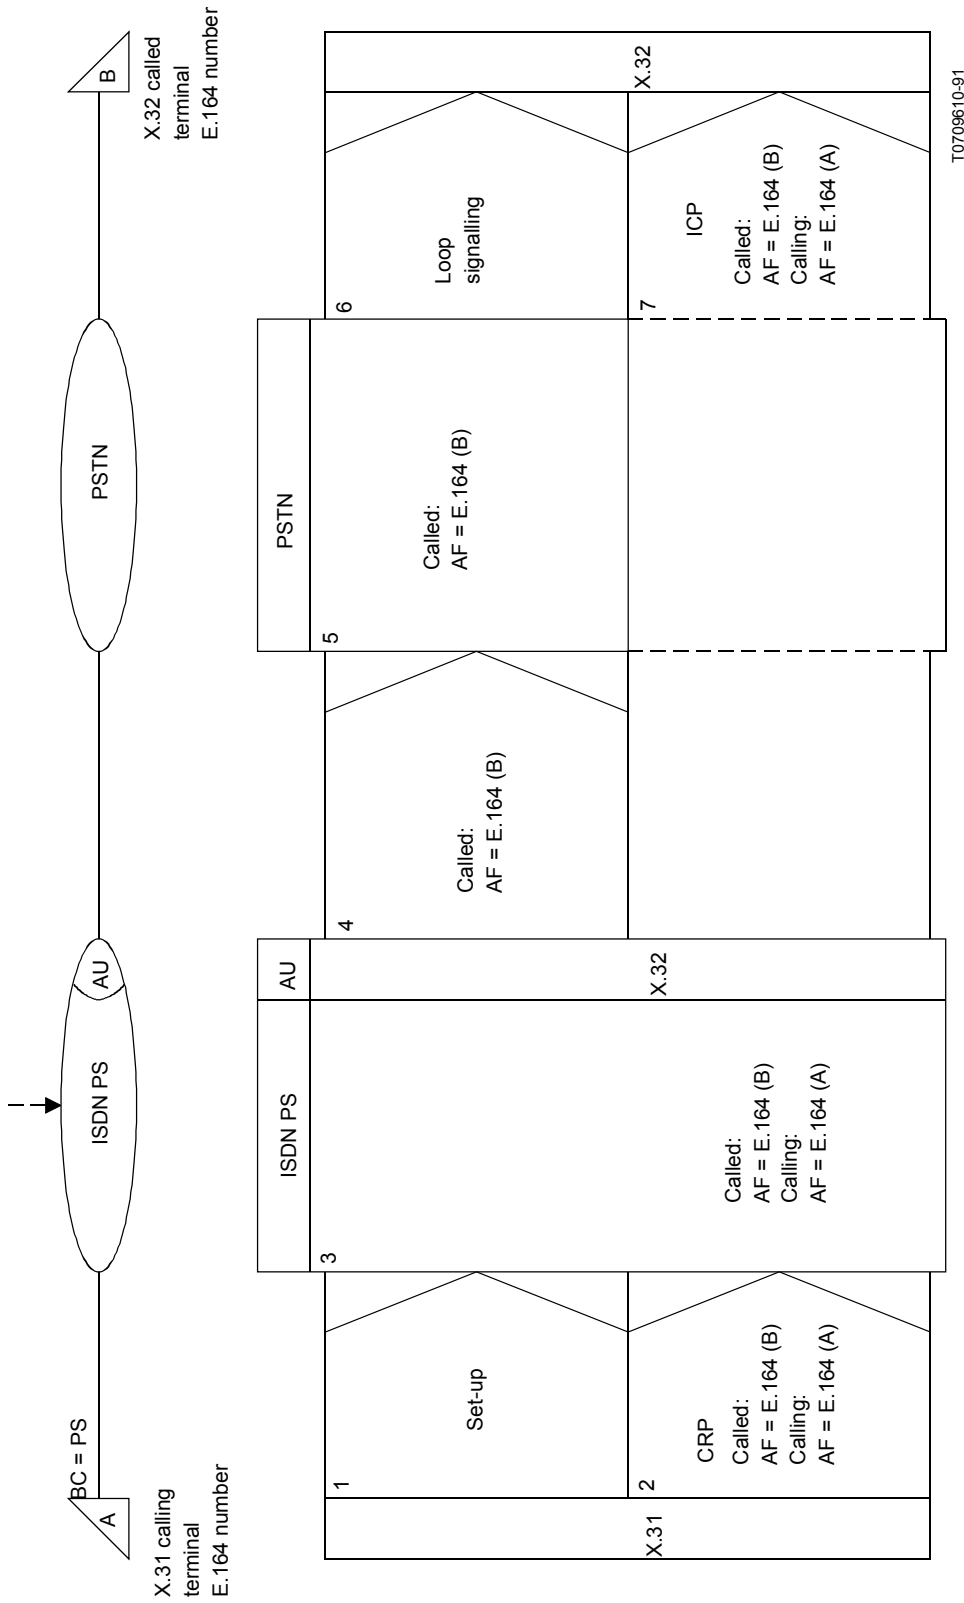 BC = PS
A
ISDN PS
AU
PSTN
B
X.31 calling
terminal
E.164 number
X.32 called
terminal
E.164 number
ISDN PS
AU
PSTN
X.31
1
Set-up
2
CRP
Called:
AF = E.164 (B)
Calling:
AF = E.164 (A)
3
Called:
AF = E.164 (B)
Calling:
AF = E.164 (A)
X.32
4
Called:
AF = E.164 (B)
5
Called:
AF = E.164 (B)
6
Loop
signalling
7
ICP
Called:
AF = E.164 (B)
Calling:
AF = E.164 (A)
X.32
T0709610-91